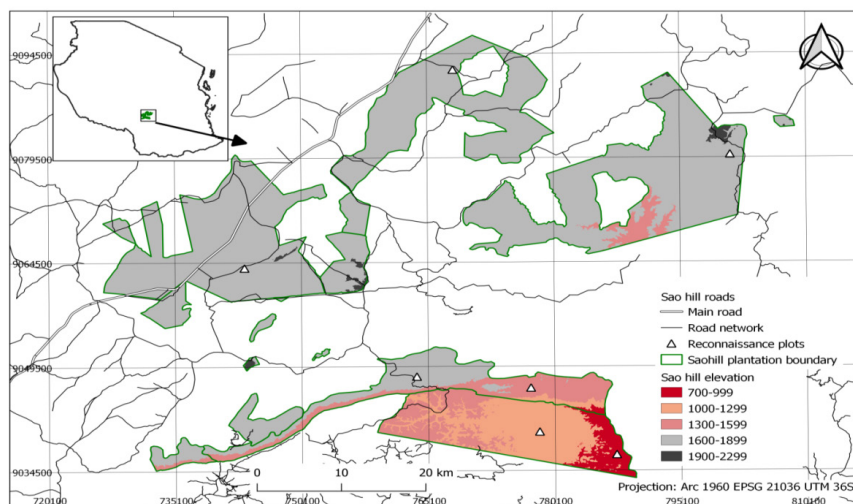 9094500
9079500
9064500
9049500
9034500
Sao hill roads
Main road
Road network
Reconnaissance plots
Saohill plantation boundary
Sao hill elevation
700-999
1000-1299
1300-1599
1600-1899
1900-2299
0 10 20 km
Projection: Arc 1960 EPSG 21036 UTM 36S
720100 735100 750100 765100 780100 795100 810100